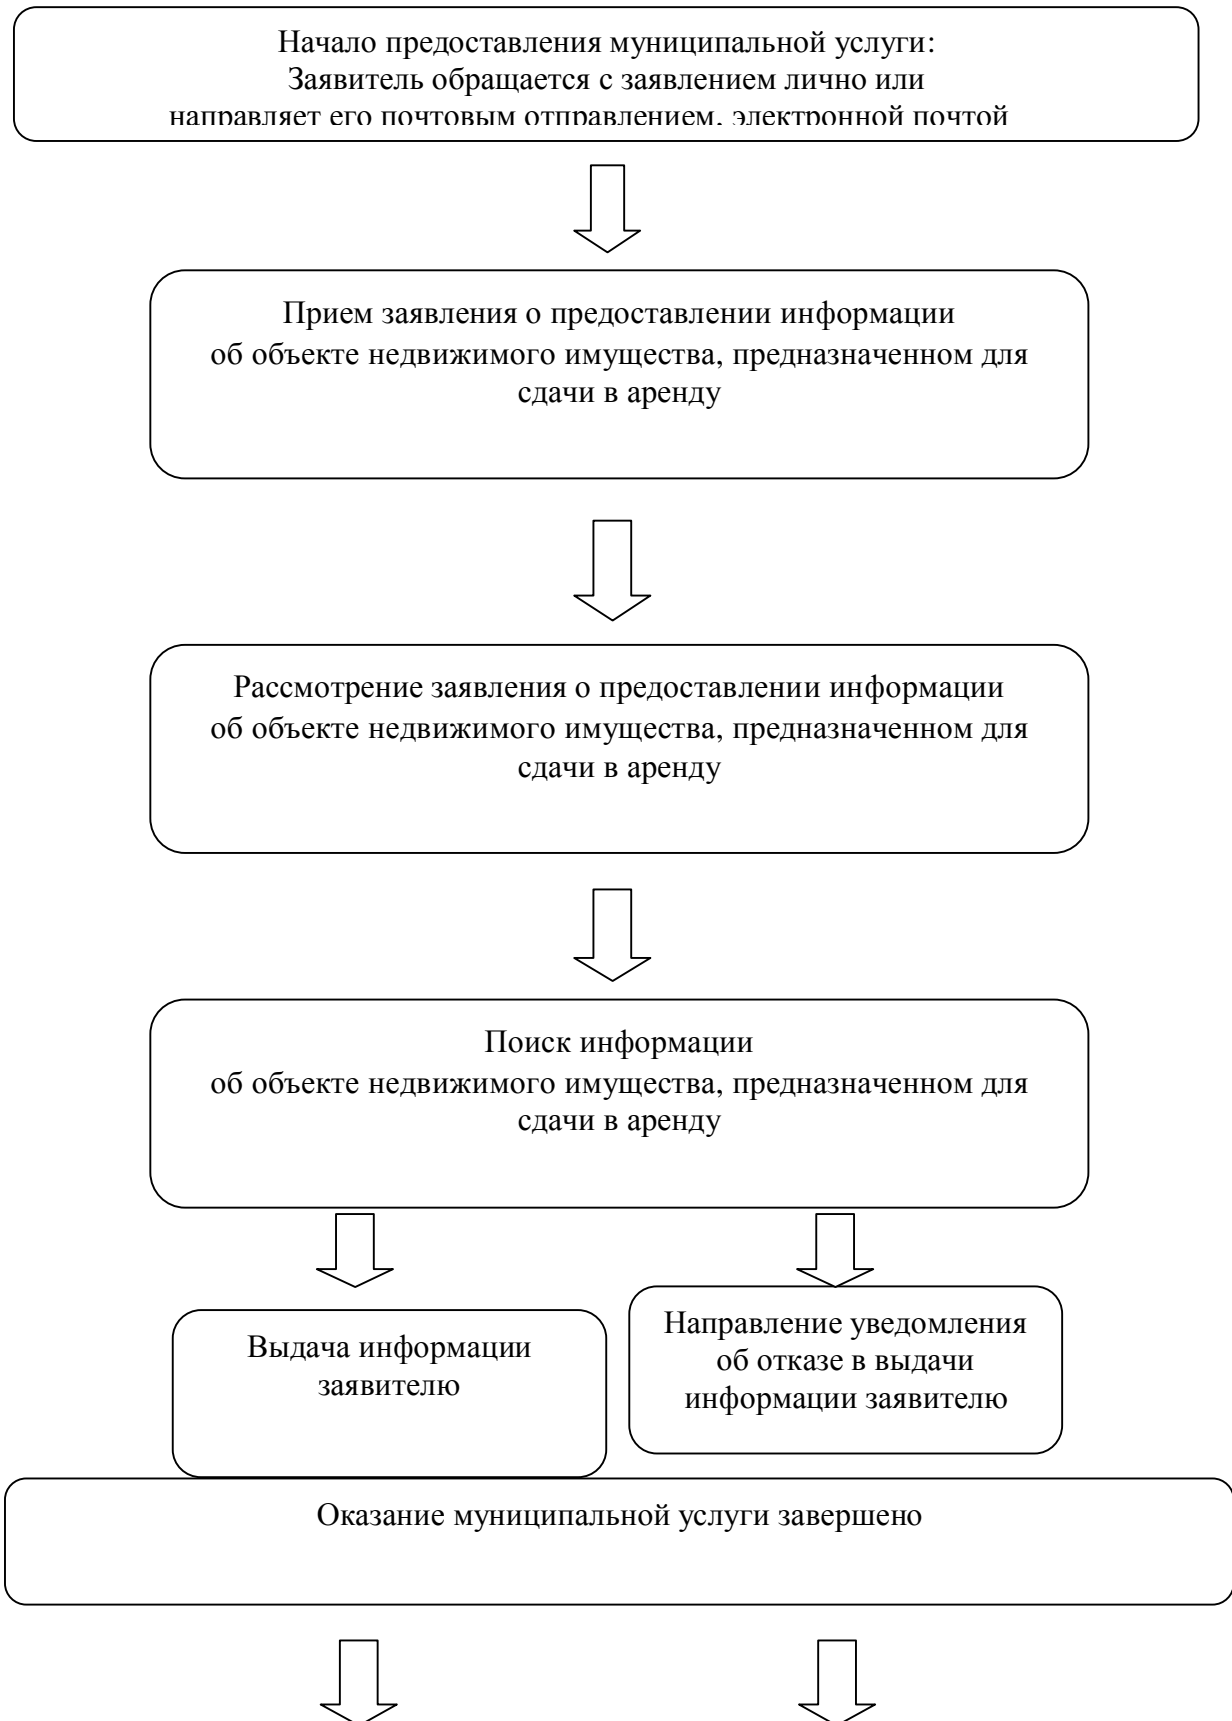 Начало предоставления муниципальной услуги:
Заявитель обращается с заявлением лично или
направляет его почтовым отправлением, электронной почтой
Прием заявления о предоставлении информации
об объекте недвижимого имущества, предназначенном для
сдачи в аренду
Рассмотрение заявления о предоставлении информации
об объекте недвижимого имущества, предназначенном для
сдачи в аренду
Поиск информации
об объекте недвижимого имущества, предназначенном для
сдачи в аренду
Выдача информации
заявителю
Направление уведомления
об отказе в выдачи
информации заявителю
Оказание муниципальной услуги завершено